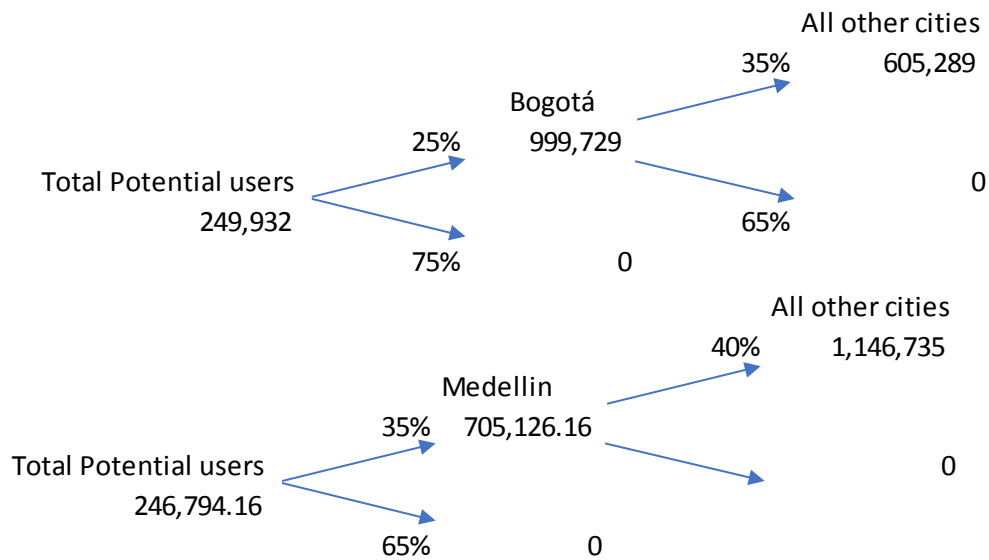 All other cities
35% 605,289
Bogotá
25% 999,729
Total Potential users
0
249,932
65%
75% 0
All other cities
40% 1,146,735
Medellin
35% 705,126.16
Total Potential users
0
246,794.16
65% 0